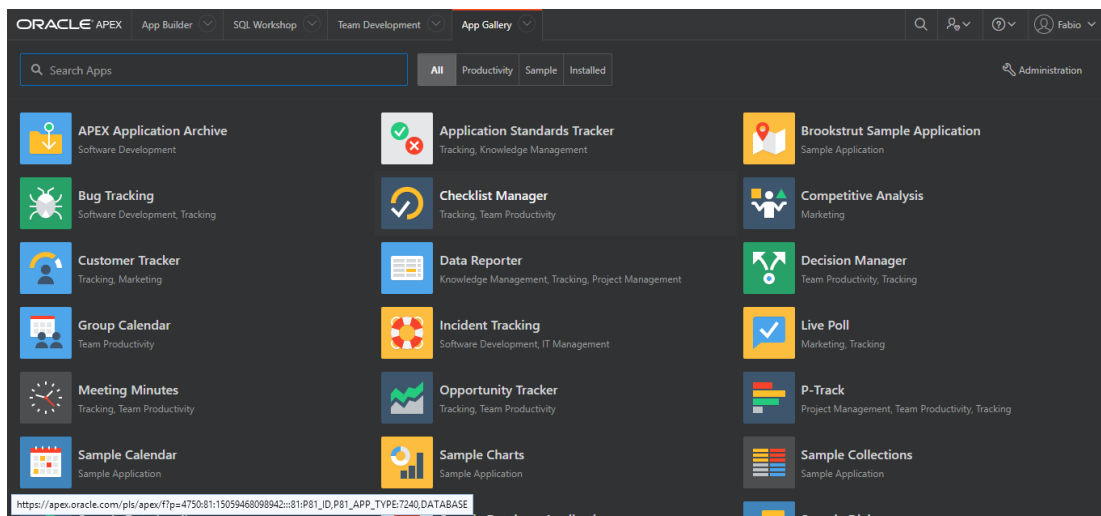 ORACLE APEX App Builder SQL Workshop Team Development App Gallery Fabio
Search Apps All Productivity Sample Installed Administration
APEX Application Archive
Software Development
Application Standards Tracker
Tracking, Knowledge Management
Brookstrut Sample Application
Sample Application
Bug Tracking
Software Development, Tracking
Checklist Manager
Tracking, Team Productivity
Competitive Analysis
Marketing
Customer Tracker
Tracking, Marketing
Data Reporter
Knowledge Management, Tracking, Project Management
Decision Manager
Team Productivity, Tracking
Group Calendar
Team Productivity
Incident Tracking
Software Development, IT Management
Live Poll
Marketing, Tracking
Meeting Minutes
Tracking, Team Productivity
Opportunity Tracker
Tracking, Team Productivity
P-Track
Project Management, Team Productivity, Tracking
Sample Calendar
Sample Application
Sample Charts
Sample Application
Sample Collections
Sample Application
https://apex.oracle.com/pls/apex/f?p=4750:81:15059468098942:::81:P81_ID,P81_APP_TYPE:7240,DATABASE